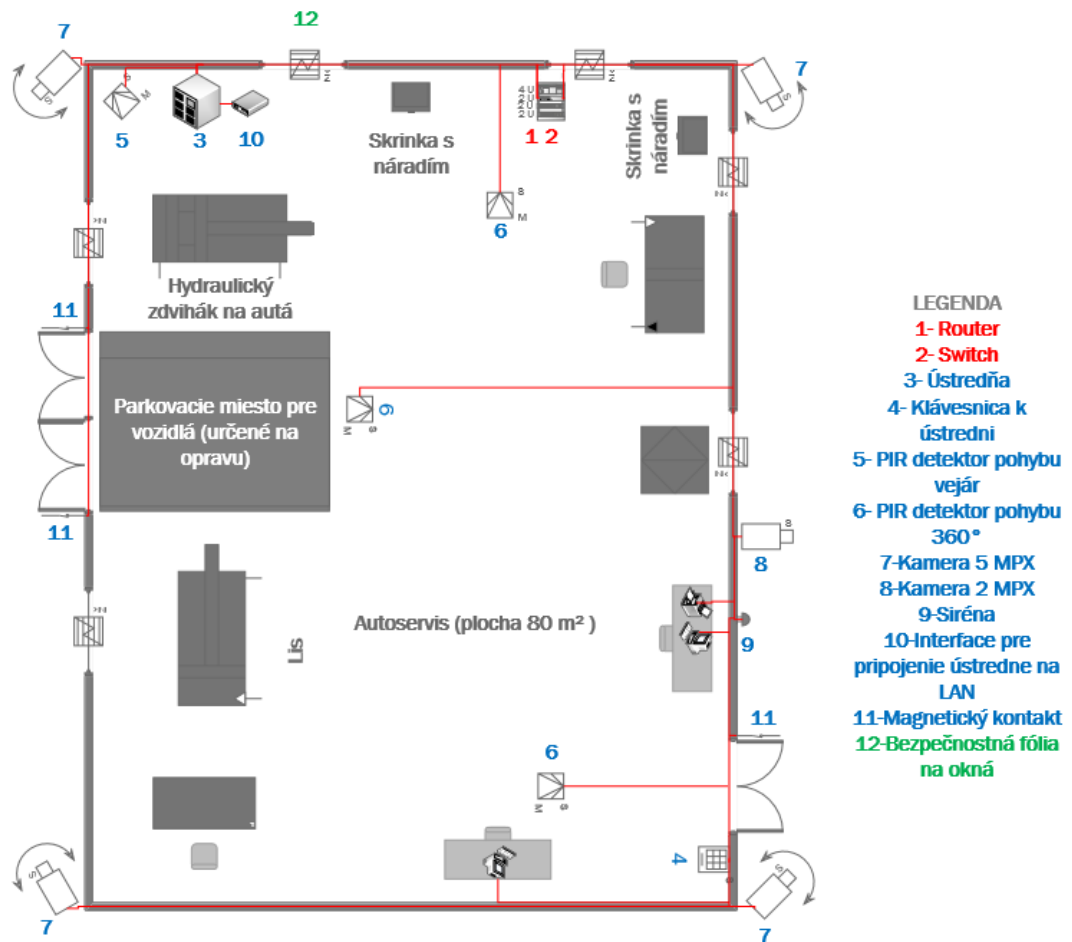 12
7
7
5
3
10
1 2
4 U
2 U
2 U
2 U
Skrinka s
náradím
Skrinka s
náradím
6
Hydraulický
zdvihák na autá
11
Parkovacie miesto pre
vozidlá (určené na
opravu)
6
11
8
Autoservis (plocha 80 m² )
Lis
9
11
6
4
7
7
LEGENDA
1- Router
2- Switch
3- Ústredňa
4- Klávesnica k
ústredni
5- PIR detektor pohybu
vejár
6- PIR detektor pohybu
360°
7-Kamera 5 MPX
8-Kamera 2 MPX
9-Siréna
10-Interface pre
pripojenie ústredne na
LAN
11-Magnetický kontakt
12-Bezpečnostná fólia
na okná